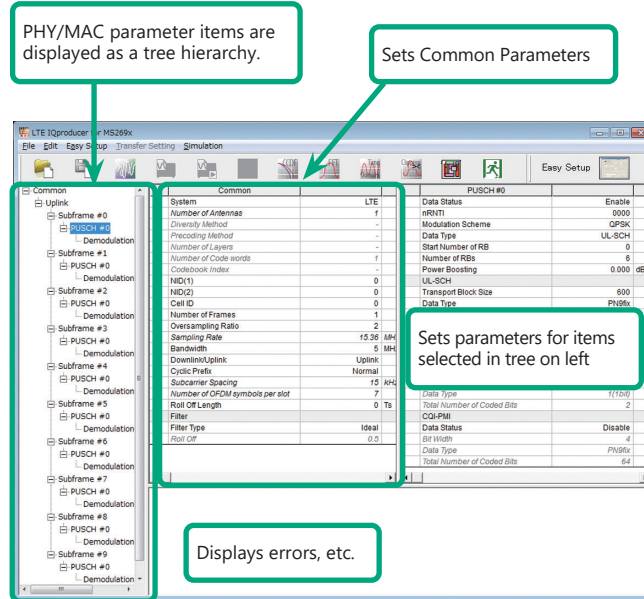 PHY/MAC parameter items are
displayed as a tree hierarchy.
Sets Common Parameters
LTE IQproducer for MS269x
File Edit Easy Setup Transfer Setting Simulation
Easy Setup
Common
Uplink
Subframe #0
PUSCH #0
Demodulation
Subframe #1
PUSCH #0
Demodulation
Subframe #2
PUSCH #0
Demodulation
Subframe #3
PUSCH #0
Demodulation
Subframe #4
PUSCH #0
Demodulation
Subframe #5
PUSCH #0
Demodulation
Subframe #6
PUSCH #0
Demodulation
Subframe #7
PUSCH #0
Demodulation
Subframe #8
PUSCH #0
Demodulation
Subframe #9
PUSCH #0
Demodulation
Common
System LTE
Number of Antennas 1
Diversity Method -
Precoding Method -
Number of Layers -
Number of Code words 1
Codebook Index -
NID(1) 0
NID(2) 0
Cell ID 0
Number of Frames 1
Oversampling Ratio 2
Sampling Rate 15.36 MH
Bandwidth 5 MH
Downlink/Uplink Uplink
Cyclic Prefix Normal
Subcarrier Spacing 15 kH
Number of OFDM symbols per slot 7
Roll Off Length 0 Ts
Filter
Filter Type Ideal
Roll Off 0.5
PUSCH #0
Data Status Enable
nRNTI 0000
Modulation Scheme QPSK
Data Type UL-SCH
Start Number of RB 0
Number of RBs 6
Power Boosting 0.000 dB
UL-SCH
Transport Block Size 600
Data Type PN9fix
Sets parameters for items
selected in tree on left
Data Type 1(1bit)
Total Number of Coded Bits 2
CQI-PMI
Data Status Disable
Bit Width 4
Data Type PN9fix
Total Number of Coded Bits 64
Displays errors, etc.